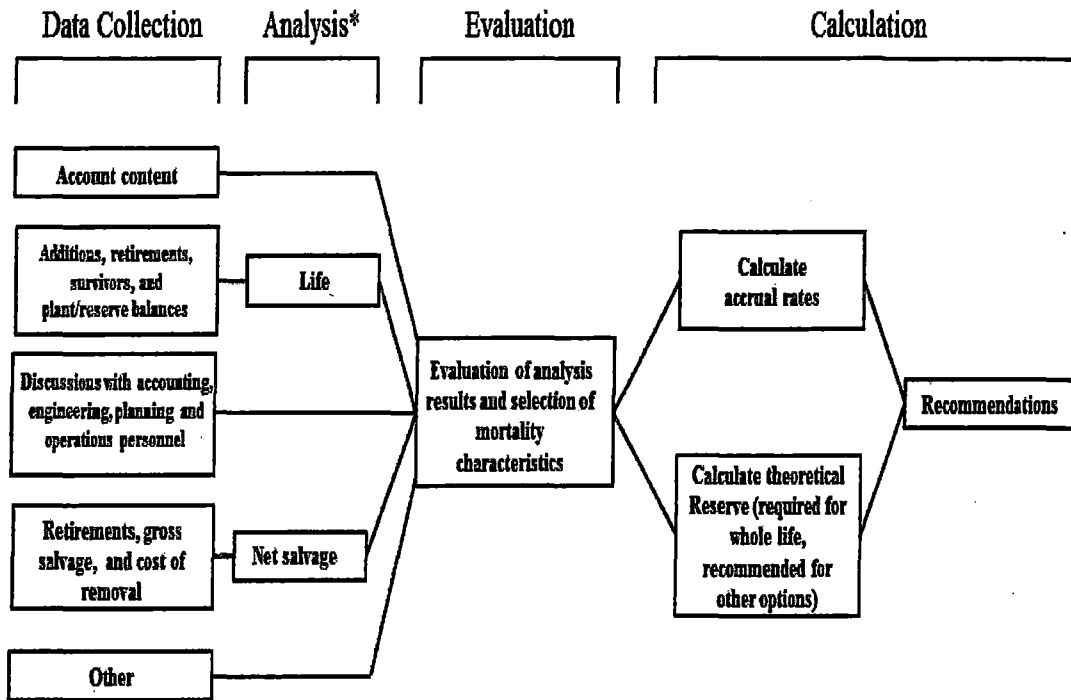 Data Collection
Analysis*
Evaluation
Calculation
Account content
Additions, retirements,
survivors, and
plant/reserve balances
Life
Discussions with accounting,
engineering, planning and
operations personnel
Retirements, gross
salvage, and cost of
removal
Net salvage
Other
Evaluation of analysis
results and selection of
mortality
characteristics
Calculate
accrual rates
Calculate theoretical
Reserve (required for
whole life,
recommended for
other options)
Recommendations